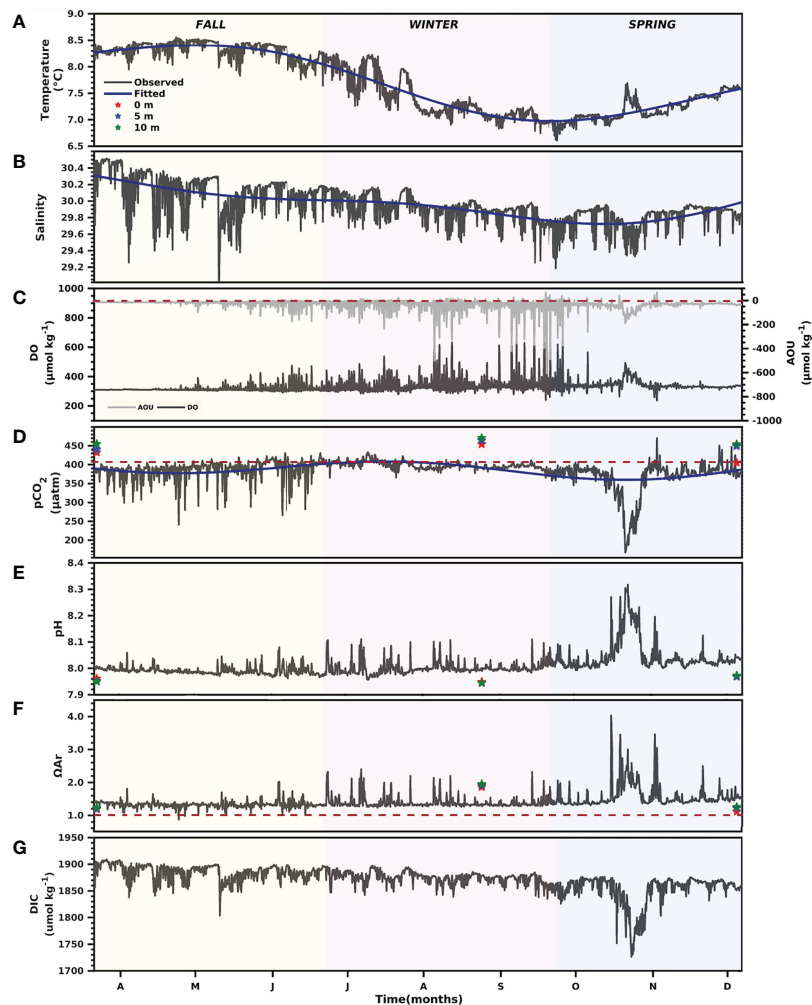 FALL WINTER SPRING
A
9.0
8.5
8.0
7.5
7.0
6.5
Temperature
(°C)
Observed
Fitted
0 m
5 m
10 m
B
30.4
30.2
30.0
29.8
29.6
29.4
29.2
Salinity
C
1000
800
600
400
200
DO
(μmol kg⁻¹)
0
-200
-400
-600
-800
-1000
AOU
(μmol kg⁻¹)
AOU DO
D
450
400
350
300
250
200
pCO₂
(μatm)
E
8.4
8.3
8.2
8.1
8.0
7.9
pH
F
4.0
3.0
2.0
1.0
ΩAr
G
1950
1900
1850
1800
1750
1700
DIC
(umol kg⁻¹)
A M J J A S O N D
Time(months)